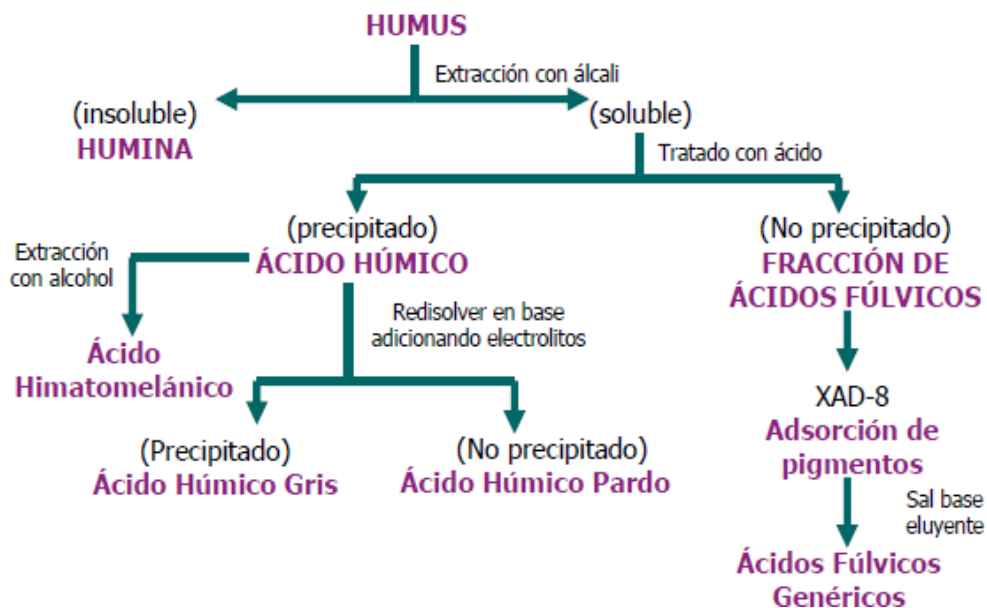 HUMUS
Extracción con álcali
(insoluble)
HUMINA
(soluble)
Tratado con ácido
(precipitado)
ÁCIDO HÚMICO
(No precipitado)
FRACCIÓN DE
ÁCIDOS FÚLVICOS
Extracción
con alcohol
Redisolver en base
adicionando electrolitos
Ácido
Himatomelánico
(Precipitado)
Ácido Húmico Gris
(No precipitado)
Ácido Húmico Pardo
XAD-8
Adsorción de
pigmentos
Sal base
eluyente
Ácidos Fúlvicos
Genéricos